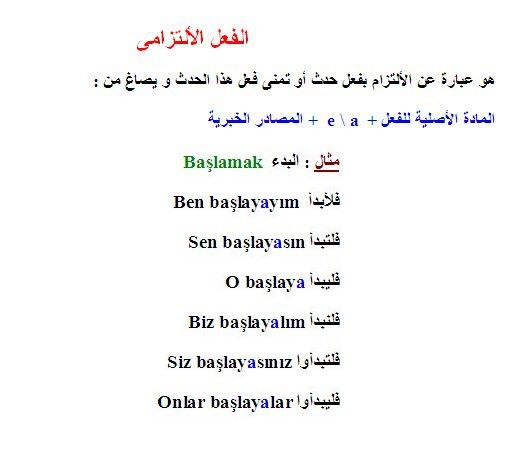 الفعل الألتزامى
هو عبارة عن الألتزام بفعل حدث أو تمنى فعل هذا الحدث و يصاغ من :
المادة الأصلية للفعل + e \ a + المصادر الخبرية
مثال : البدء Başlamak
فلأبدأ Ben başlayayım
فلتبدأ Sen başlayasın
فليبدأ O başlaya
فلنبدأ Biz başlayalım
فلتبدأوا Siz başlayasınız
فليبدأوا Onlar başlayalar